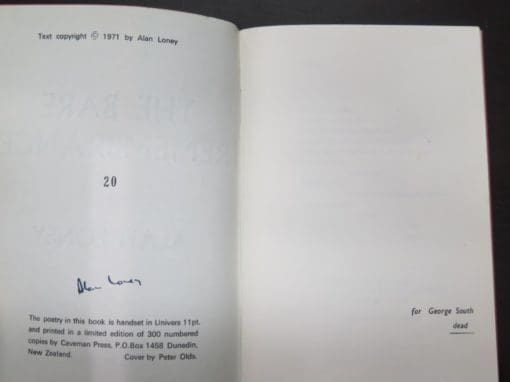 Text copyright © 1971 by Alan Loney
20
Alan Loney
The poetry in this book is handset in Univers 11pt.
and printed in a limited edition of 300 numbered
copies by Caveman Press, P.O.Box 1458 Dunedin,
New Zealand. Cover by Peter Olds.
for George South
dead